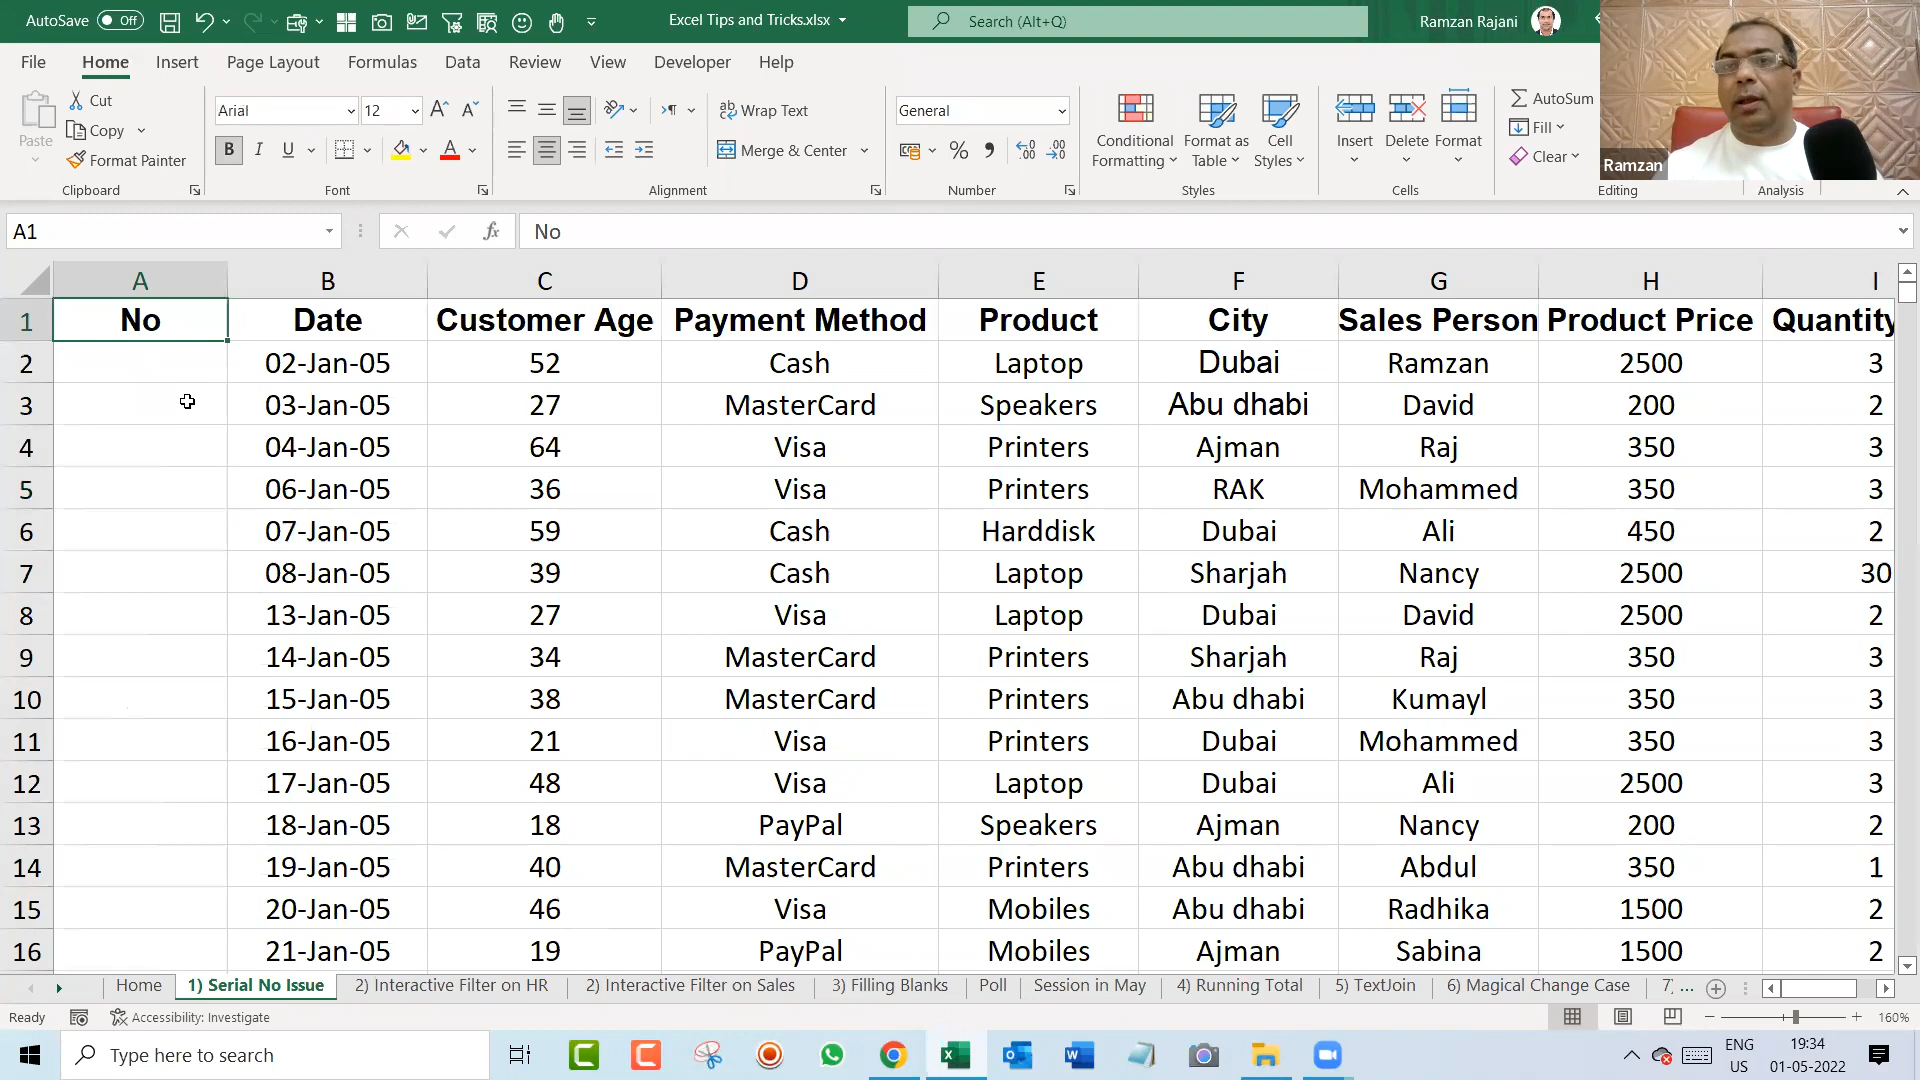 AutoSave Off Excel Tips and Tricks.xlsx Search (Alt+Q) Ramzan Rajani
File Home Insert Page Layout Formulas Data Review View Developer Help
Paste Cut Copy Format Painter
Clipboard
Arial 12 B I U A
Font
Wrap Text
Merge & Center
Alignment
General
Number
Conditional Formatting Format as Table Cell Styles
Styles
Insert Delete Format
Cells
AutoSum
Fill
Clear
Editing
Analysis
Ramzan
A1 fx No
A B C D E F G H I
1 No Date Customer Age Payment Method Product City Sales Person Product Price Quantity
2 02-Jan-05 52 Cash Laptop Dubai Ramzan 2500 3
3 03-Jan-05 27 MasterCard Speakers Abu dhabi David 200 2
4 04-Jan-05 64 Visa Printers Ajman Raj 350 3
5 06-Jan-05 36 Visa Printers RAK Mohammed 350 3
6 07-Jan-05 59 Cash Harddisk Dubai Ali 450 2
7 08-Jan-05 39 Cash Laptop Sharjah Nancy 2500 30
8 13-Jan-05 27 Visa Laptop Dubai David 2500 2
9 14-Jan-05 34 MasterCard Printers Sharjah Raj 350 3
10 15-Jan-05 38 MasterCard Printers Abu dhabi Kumayl 350 3
11 16-Jan-05 21 Visa Printers Dubai Mohammed 350 3
12 17-Jan-05 48 Visa Laptop Dubai Ali 2500 3
13 18-Jan-05 18 PayPal Speakers Ajman Nancy 200 2
14 19-Jan-05 40 MasterCard Printers Abu dhabi Abdul 350 1
15 20-Jan-05 46 Visa Mobiles Abu dhabi Radhika 1500 2
16 21-Jan-05 19 PayPal Mobiles Ajman Sabina 1500 2
Home 1) Serial No Issue 2) Interactive Filter on HR 2) Interactive Filter on Sales 3) Filling Blanks Poll Session in May 4) Running Total 5) TextJoin 6) Magical Change Case 7) ...
Ready Accessibility: Investigate 160%
Type here to search ENG US 19:34 01-05-2022